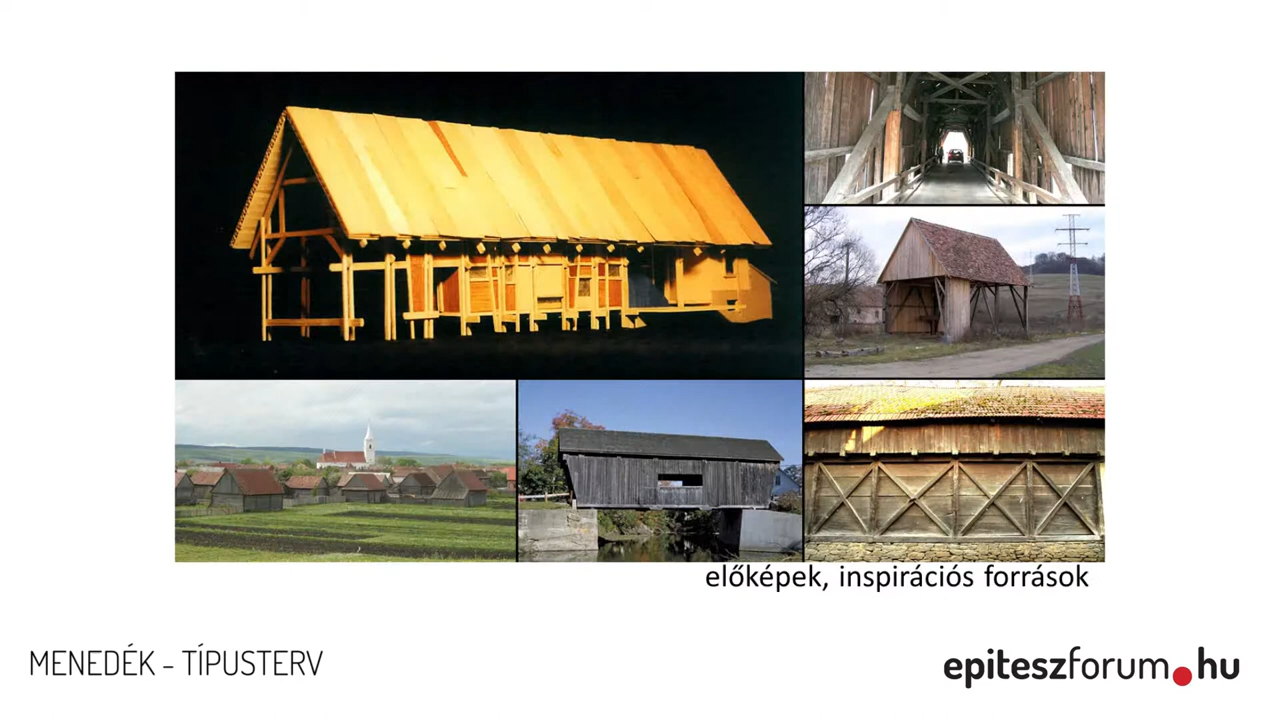 előképek, inspirációs források
MENEDÉK - TÍPUSTERV
epiteszforum.hu